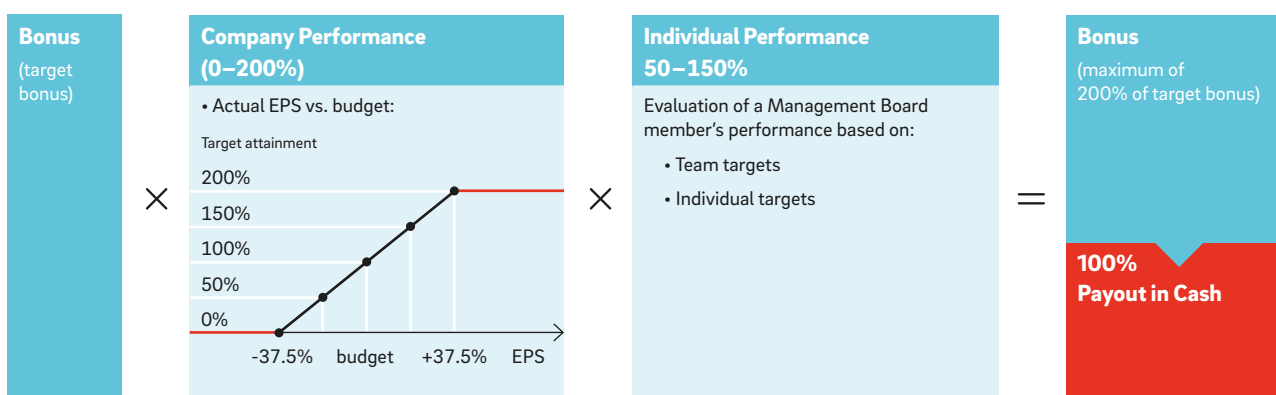 Bonus
(target
bonus)
×
Company Performance
(0–200%)
• Actual EPS vs. budget:
Target attainment
200%
150%
100%
50%
0%
-37.5% budget +37.5% EPS
×
Individual Performance
50–150%
Evaluation of a Management Board
member's performance based on:
• Team targets
• Individual targets
=
Bonus
(maximum of
200% of target bonus)
100%
Payout in Cash